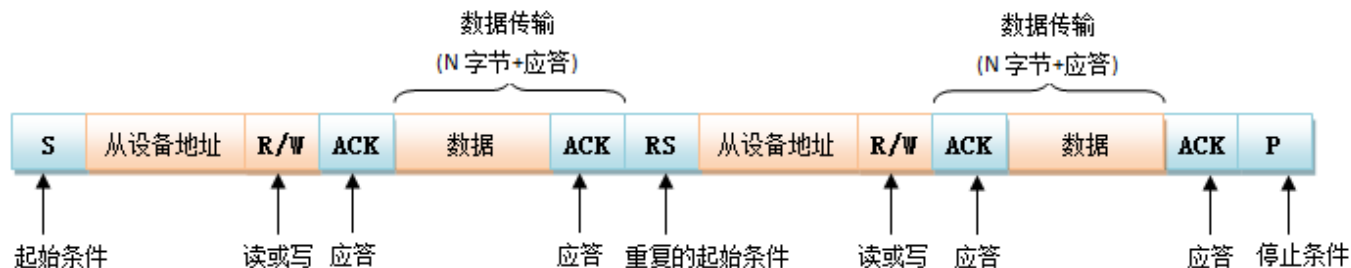 数据传输
(N 字节+应答)
数据传输
(N 字节+应答)
S 从设备地址 R/W ACK 数据 ACK RS 从设备地址 R/W ACK 数据 ACK P
起始条件 读或写 应答 应答 重复的起始条件 读或写 应答 应答 停止条件